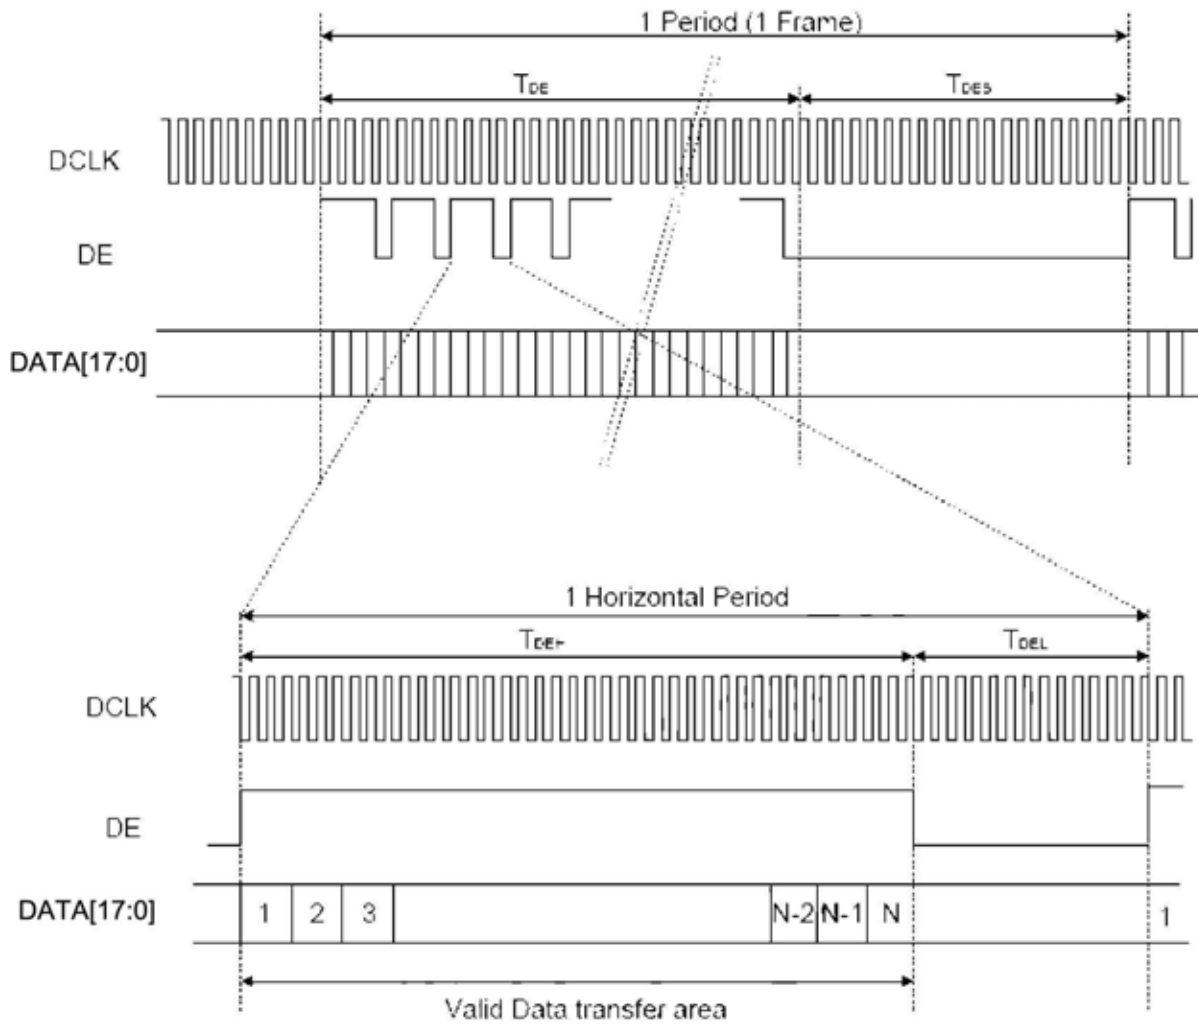 1 Period (1 Frame)
TDE TDES
DCLK
DE
DATA[17:0]
1 Horizontal Period
TDEH TDEL
DCLK
DE
DATA[17:0] 1 2 3 N-2 N-1 N 1
Valid Data transfer area